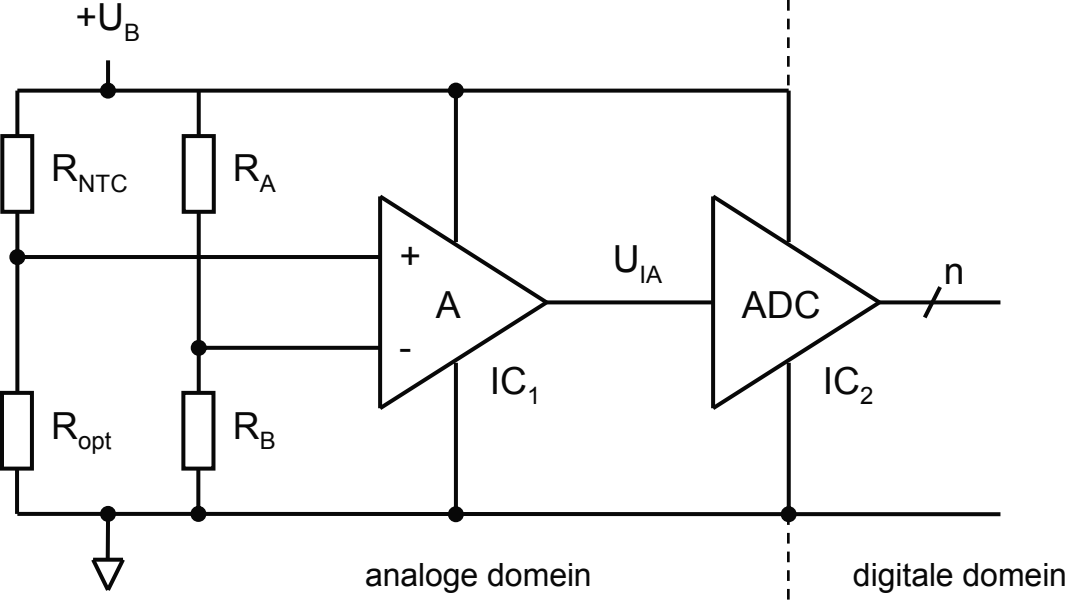 +U_B
R_NTC
R_A
+
U_IA
n
A
ADC
-
IC_1
IC_2
R_opt
R_B
analoge domein
digitale domein